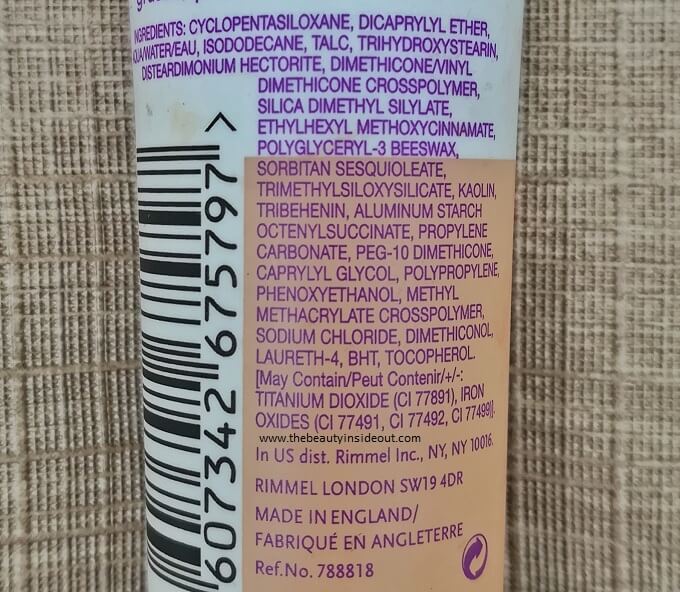 INGREDIENTS: CYCLOPENTASILOXANE, DICAPRYLYL ETHER,
AQUA/WATER/EAU, ISODODECANE, TALC, TRIHYDROXYSTEARIN,
DISTEARDIMONIUM HECTORITE, DIMETHICONE/VINYL
DIMETHICONE CROSSPOLYMER,
SILICA DIMETHYL SILYLATE,
ETHYLHEXYL METHOXYCINNAMATE,
POLYGLYCERYL-3 BEESWAX,
SORBITAN SESQUIOLEATE,
TRIMETHYLSILOXYSILICATE, KAOLIN,
TRIBEHENIN, ALUMINUM STARCH
OCTENYLSUCCINATE, PROPYLENE
CARBONATE, PEG-10 DIMETHICONE,
CAPRYLYL GLYCOL, POLYPROPYLENE,
PHENOXYETHANOL, METHYL
METHACRYLATE CROSSPOLYMER,
SODIUM CHLORIDE, DIMETHICONOL,
LAURETH-4, BHT, TOCOPHEROL.
[May Contain/Peut Contenir/+/-:
TITANIUM DIOXIDE (CI 77891), IRON
OXIDES (CI 77491, CI 77492, CI 77499)].
www.thebeautyinsideout.com
In US dist. Rimmel Inc., NY, NY 10016.
RIMMEL LONDON SW19 4DR
MADE IN ENGLAND/
FABRIQUÉ EN ANGLETERRE
Ref.No. 788818
607342 675797 >